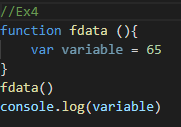 //Ex4
function fdata (){
    var variable = 65
}
fdata()
console.log(variable)